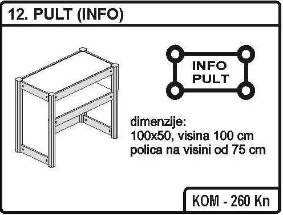 12. PULT (INFO)
INFO
PULT
dimenzije:
100x50, visina 100 cm
polica na visini od 75 cm
KOM - 260 Kn